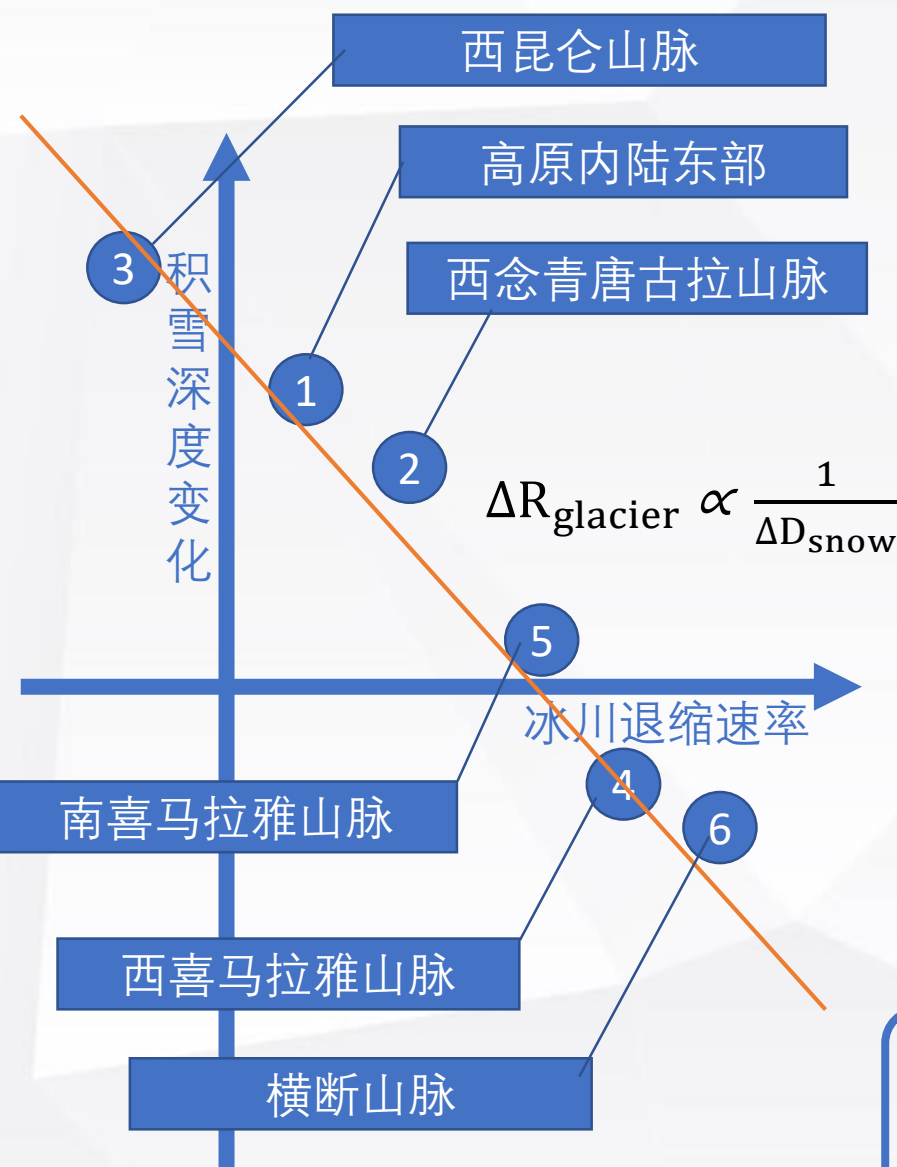 西昆仑山脉
高原内陆东部
西念青唐古拉山脉
3
积雪深度变化
1
2
ΔR_glacier ∝ 1/ΔD_snow
5
冰川退缩速率
4
南喜马拉雅山脉
6
西喜马拉雅山脉
横断山脉